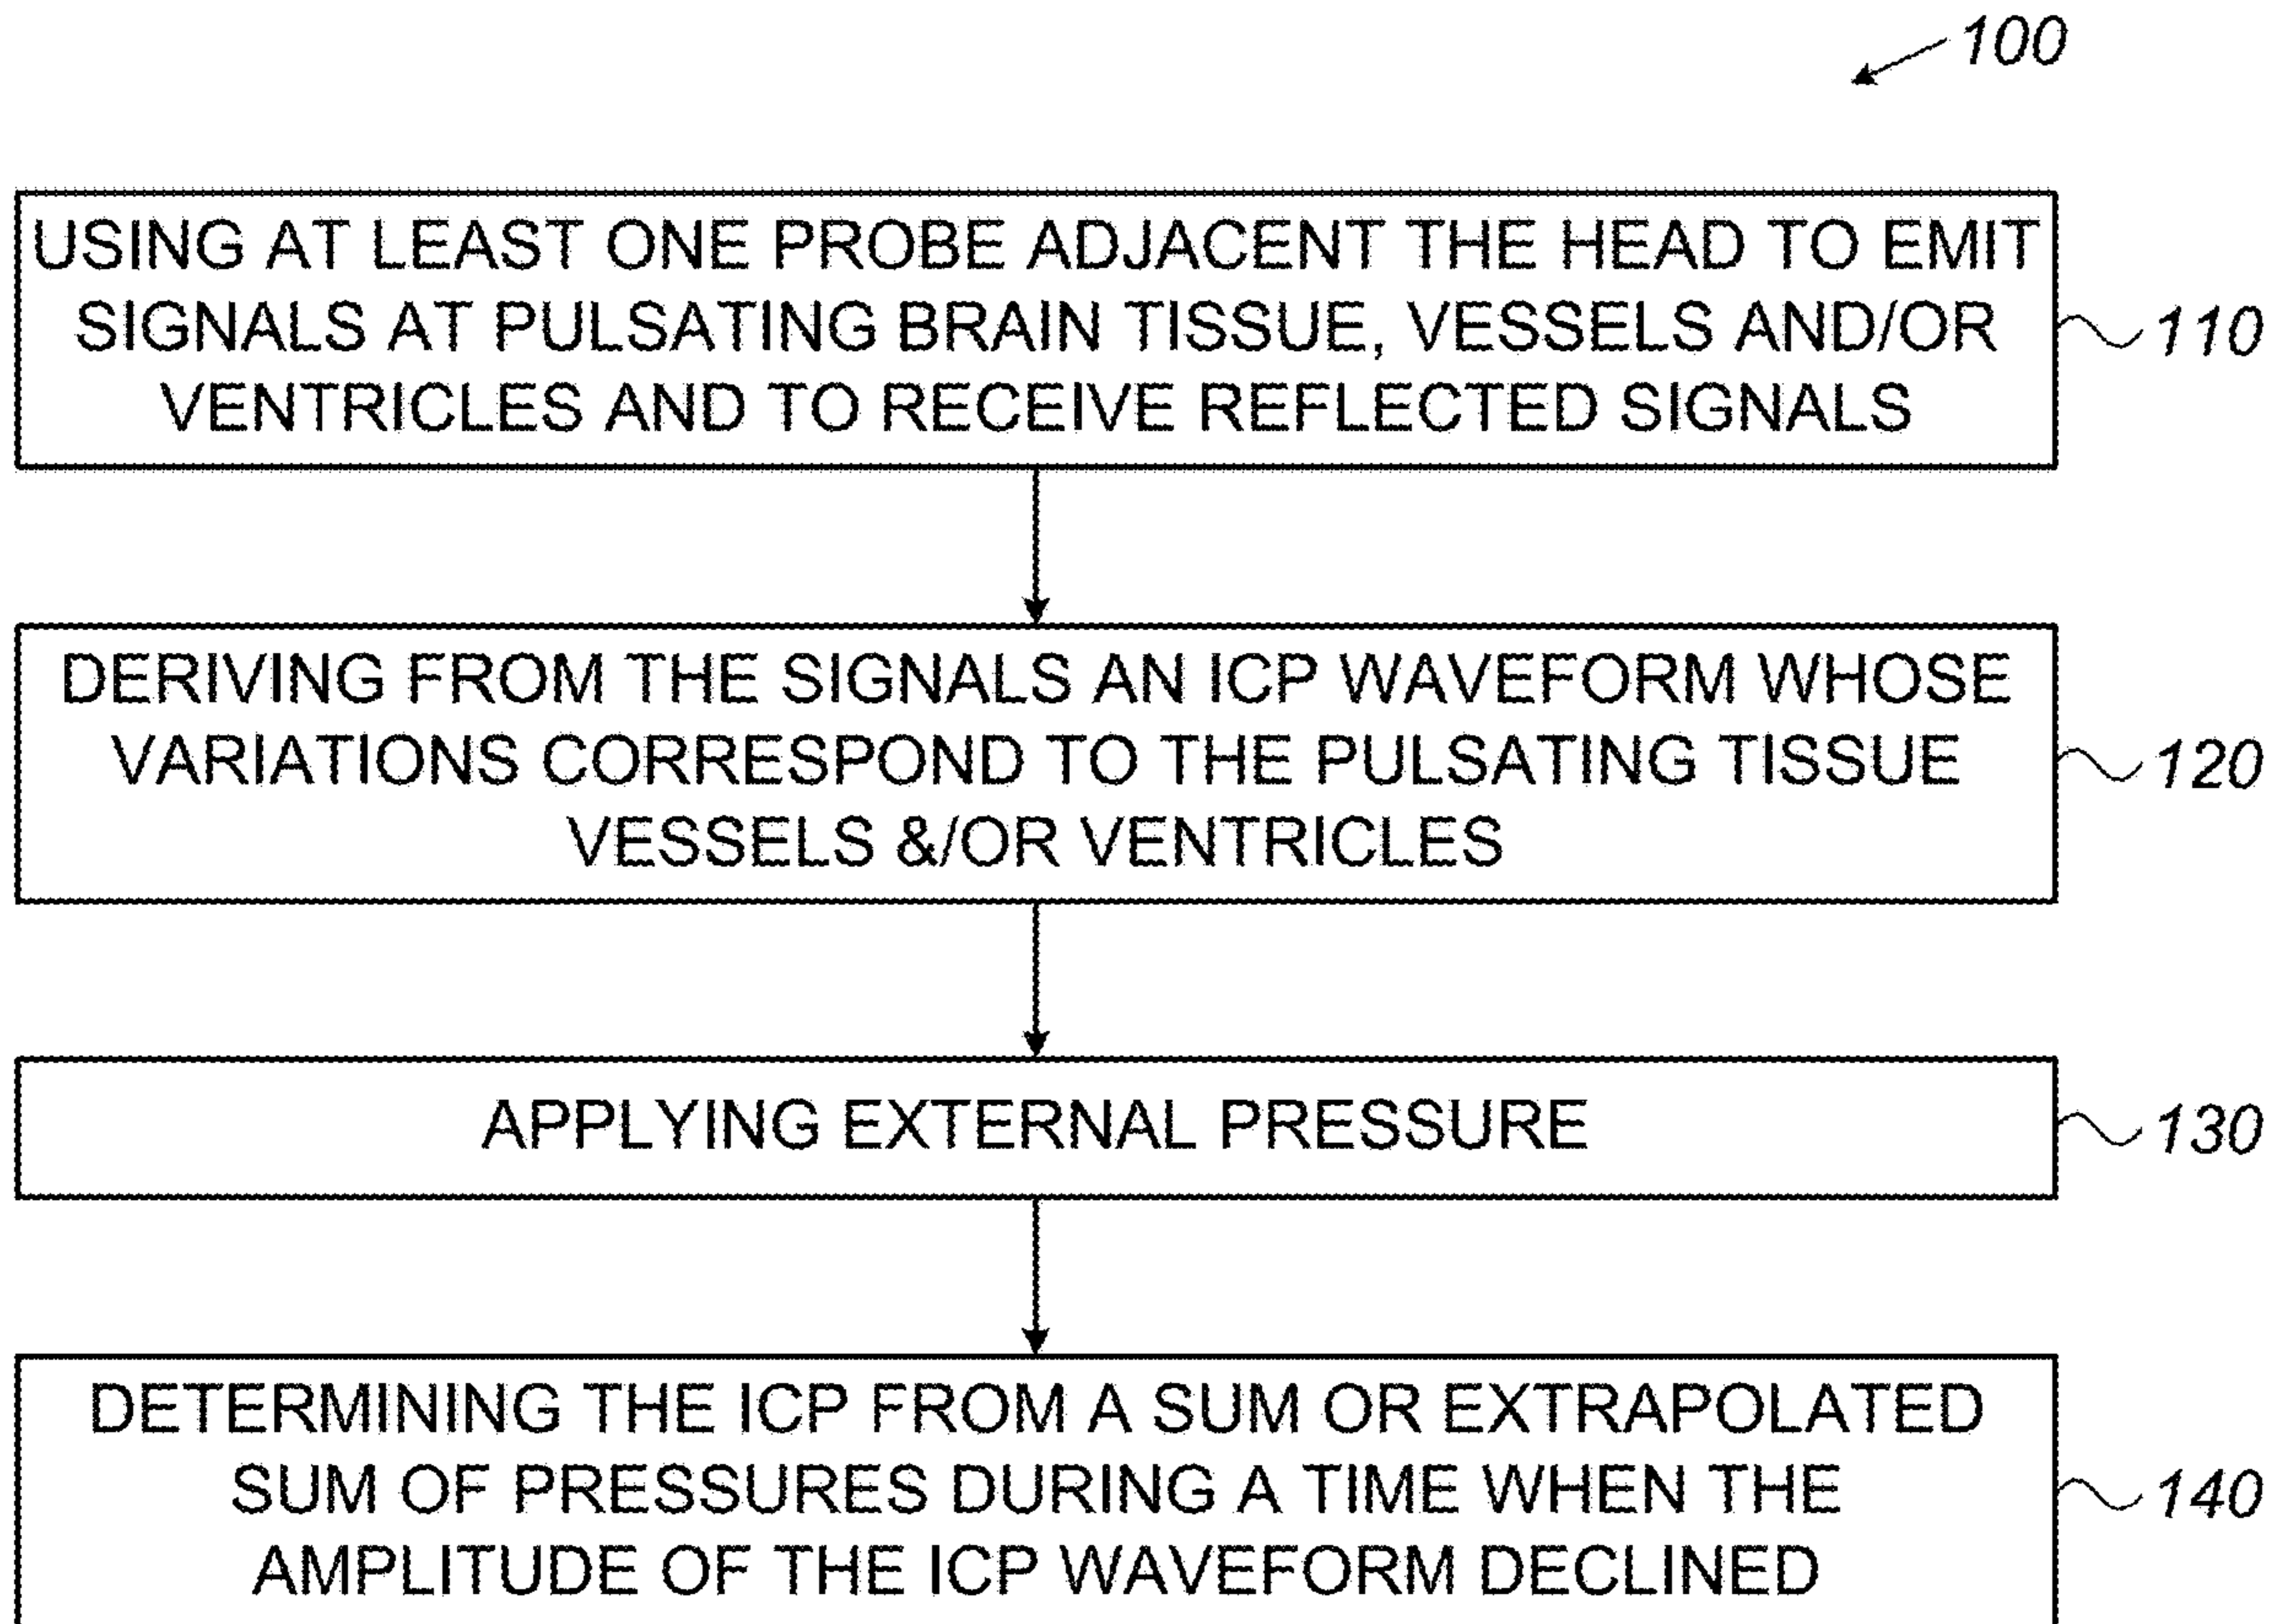 100
USING AT LEAST ONE PROBE ADJACENT THE HEAD TO EMIT
SIGNALS AT PULSATING BRAIN TISSUE, VESSELS AND/OR
VENTRICLES AND TO RECEIVE REFLECTED SIGNALS
110
DERIVING FROM THE SIGNALS AN ICP WAVEFORM WHOSE
VARIATIONS CORRESPOND TO THE PULSATING TISSUE
VESSELS &/OR VENTRICLES
120
APPLYING EXTERNAL PRESSURE
130
DETERMINING THE ICP FROM A SUM OR EXTRAPOLATED
SUM OF PRESSURES DURING A TIME WHEN THE
AMPLITUDE OF THE ICP WAVEFORM DECLINED
140